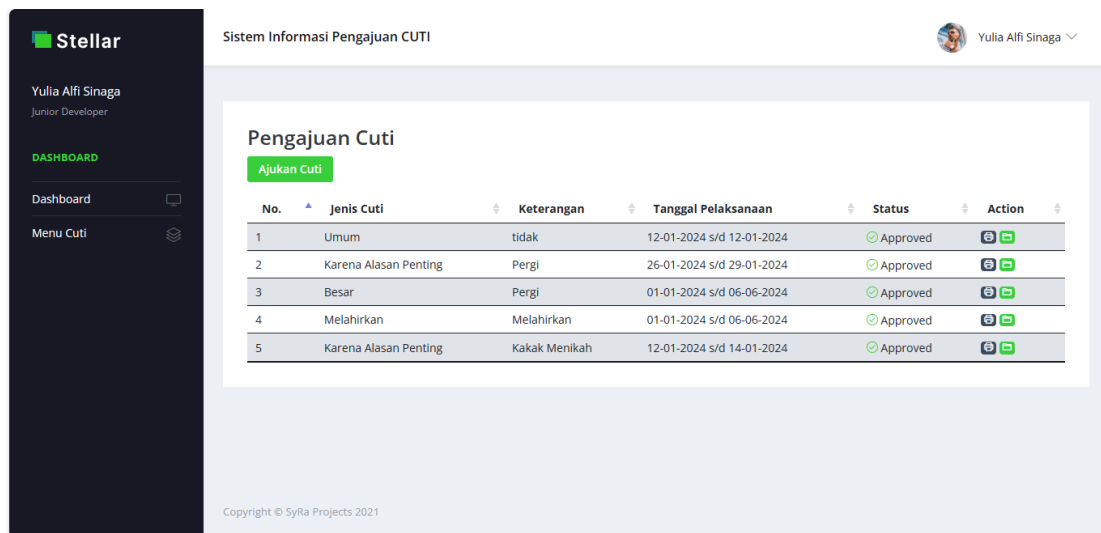 Stellar
Sistem Informasi Pengajuan CUTI
Yulia Alfi Sinaga
Yulia Alfi Sinaga
Junior Developer
DASHBOARD
Dashboard
Menu Cuti
Pengajuan Cuti
Ajukan Cuti
No. Jenis Cuti Keterangan Tanggal Pelaksanaan Status Action
1 Umum tidak 12-01-2024 s/d 12-01-2024 Approved
2 Karena Alasan Penting Pergi 26-01-2024 s/d 29-01-2024 Approved
3 Besar Pergi 01-01-2024 s/d 06-06-2024 Approved
4 Melahirkan Melahirkan 01-01-2024 s/d 06-06-2024 Approved
5 Karena Alasan Penting Kakak Menikah 12-01-2024 s/d 14-01-2024 Approved
Copyright © SyRa Projects 2021